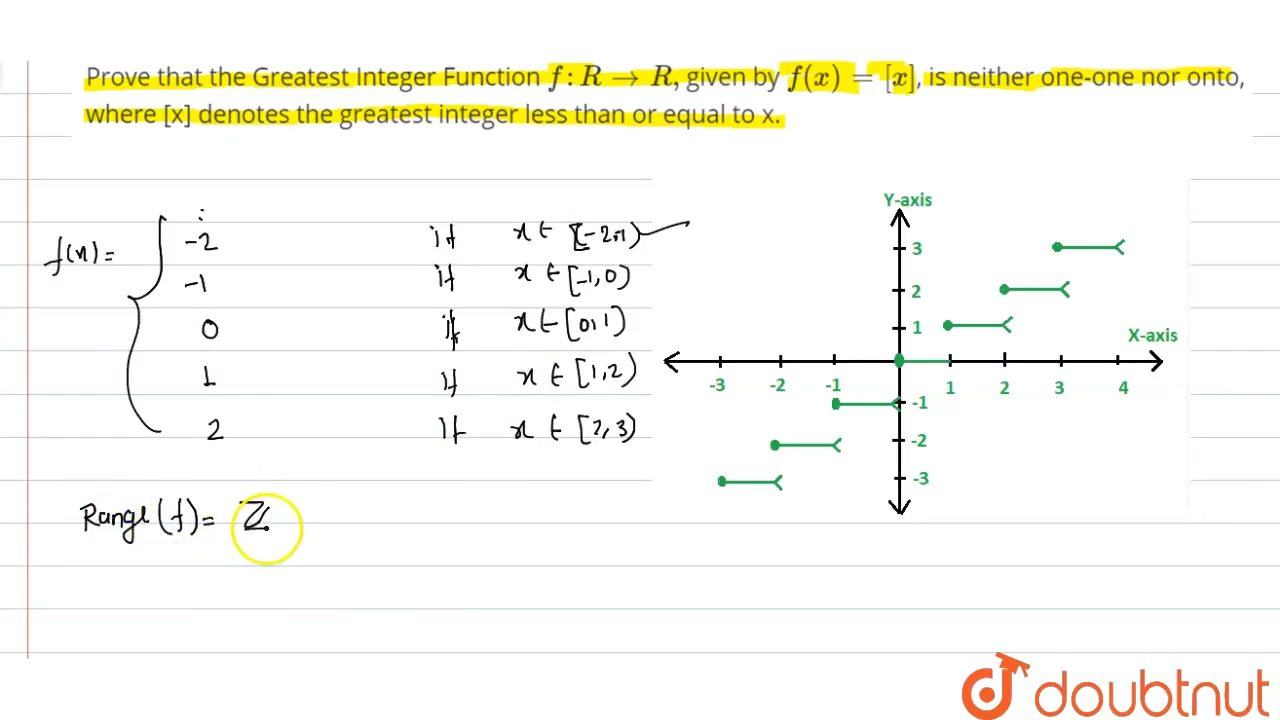 Prove that the Greatest Integer Function f : R → R, given by f(x) = [x], is neither one-one nor onto,
where [x] denotes the greatest integer less than or equal to x.
f(x) =
-2 if x ∈ [-2,-1)
-1 if x ∈ [-1,0)
0 if x ∈ [0,1)
1 if x ∈ [1,2)
2 if x ∈ [2,3)
Range(f) = Z
Y-axis
3
2
1
X-axis
-3 -2 -1 1 2 3 4
-1
-2
-3
doubtnut